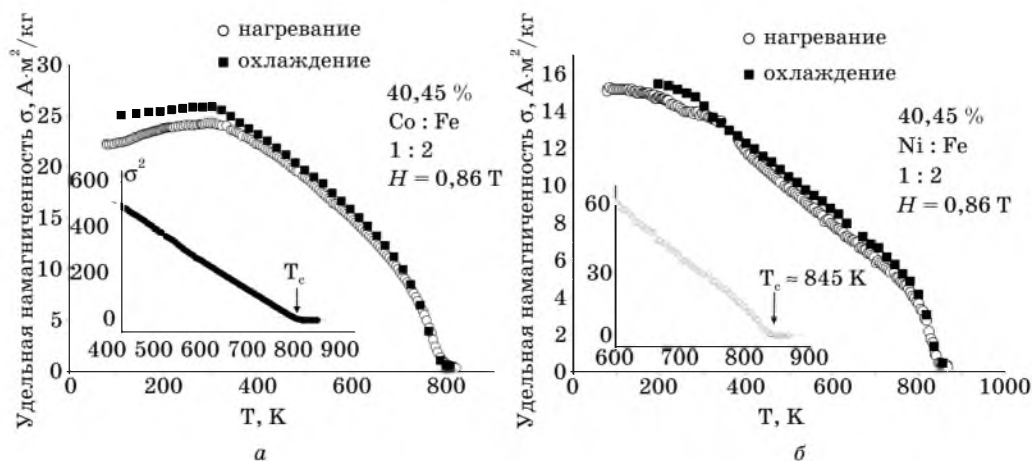 ○ нагревание
■ охлаждение
Удельная намагниченность σ, А·м²/кг
30
25
20
15
10
5
0
40,45 %
Co : Fe
1 : 2
H = 0,86 T
σ²
600
400
200
0
T_c
400 500 600 700 800 900
0 200 400 600 800
T, K
а
○ нагревание
■ охлаждение
Удельная намагниченность σ, А·м²/кг
16
14
12
10
8
6
4
2
0
40,45 %
Ni : Fe
1 : 2
H = 0,86 T
60
30
0
T_c = 845 K
600 700 800 900
0 200 400 600 800 1000
T, K
б